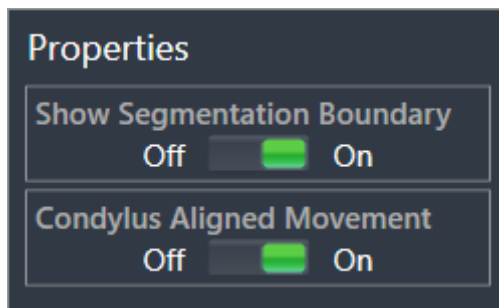 Properties
Show Segmentation Boundary
Off On
Condylus Aligned Movement
Off On